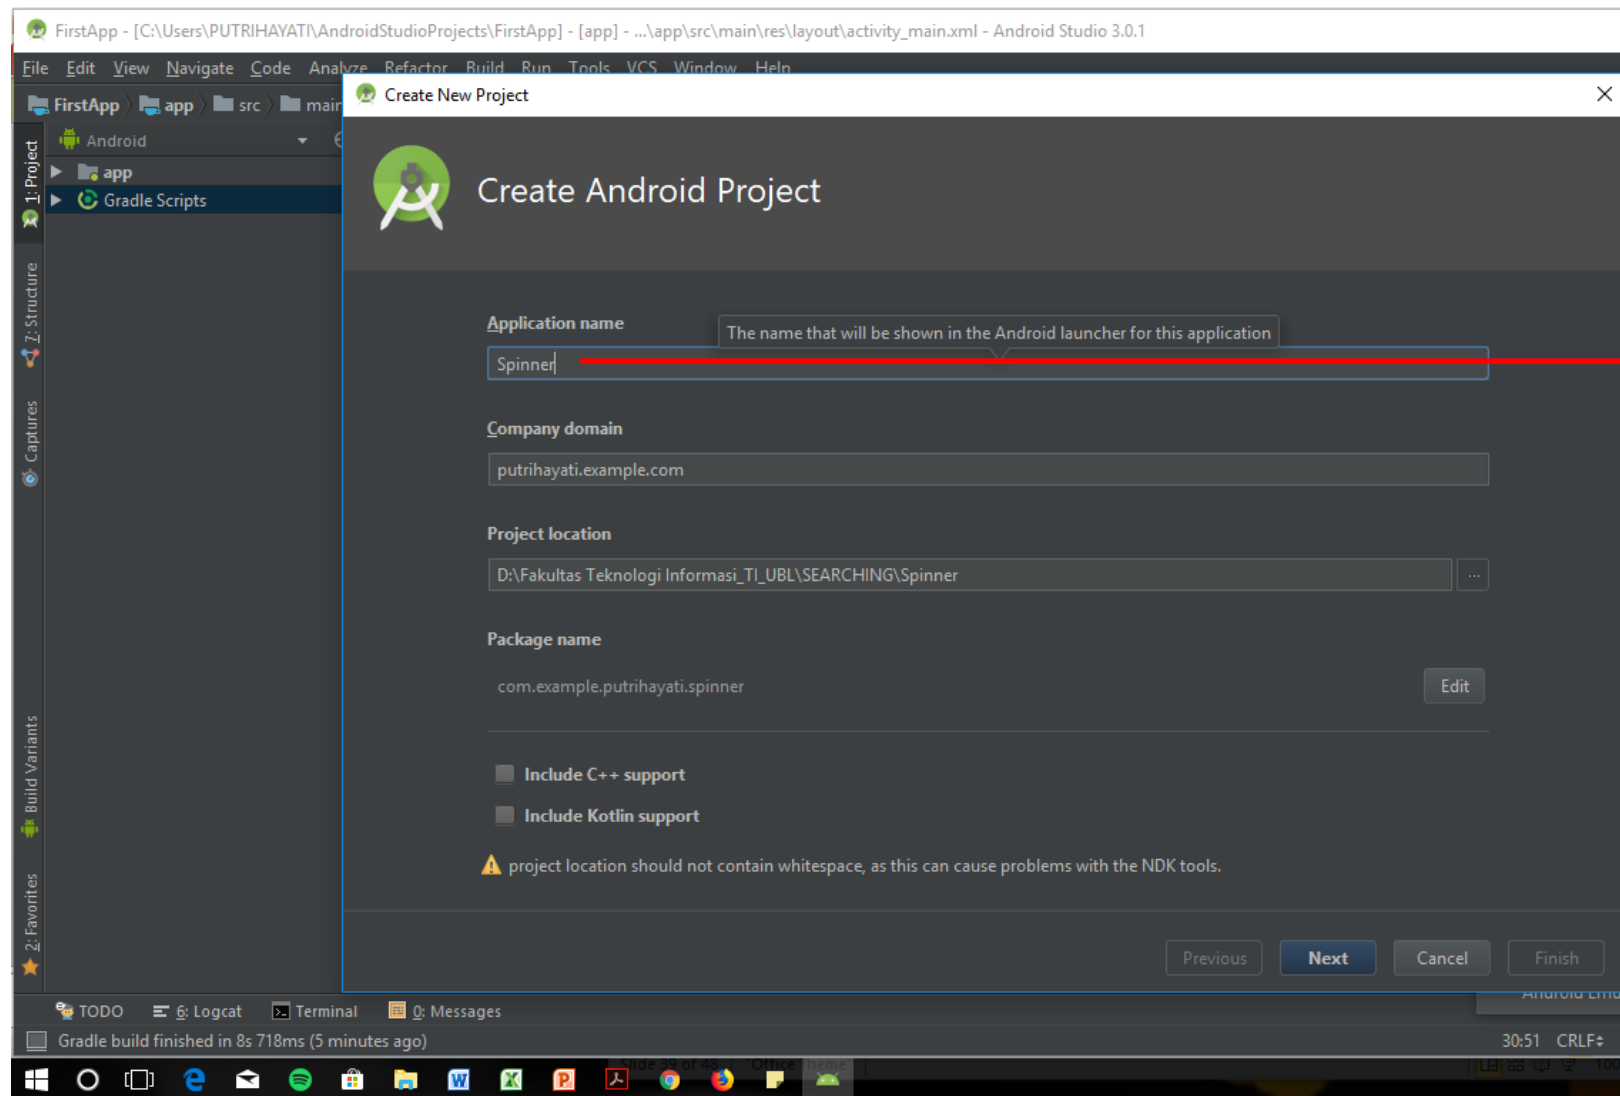 FirstApp - [C:\Users\PUTRIHAYATI\AndroidStudioProjects\FirstApp] - [app] - ...\app\src\main\res\layout\activity_main.xml - Android Studio 3.0.1
File Edit View Navigate Code Analyze Refactor Build Run Tools VCS Window Help
FirstApp app src main
Create New Project
Android
app
Gradle Scripts
1: Project
7: Structure
Captures
Build Variants
2: Favorites
Create Android Project
Application name
The name that will be shown in the Android launcher for this application
Spinner
Company domain
putrihayati.example.com
Project location
D:\Fakultas Teknologi Informasi_TI_UBL\SEARCHING\Spinner
...
Package name
com.example.putrihayati.spinner
Edit
Include C++ support
Include Kotlin support
project location should not contain whitespace, as this can cause problems with the NDK tools.
Previous Next Cancel Finish
TODO 6: Logcat Terminal 0: Messages
Gradle build finished in 8s 718ms (5 minutes ago)
30:51 CRLF
Slide 39 of 48 "Office Theme"